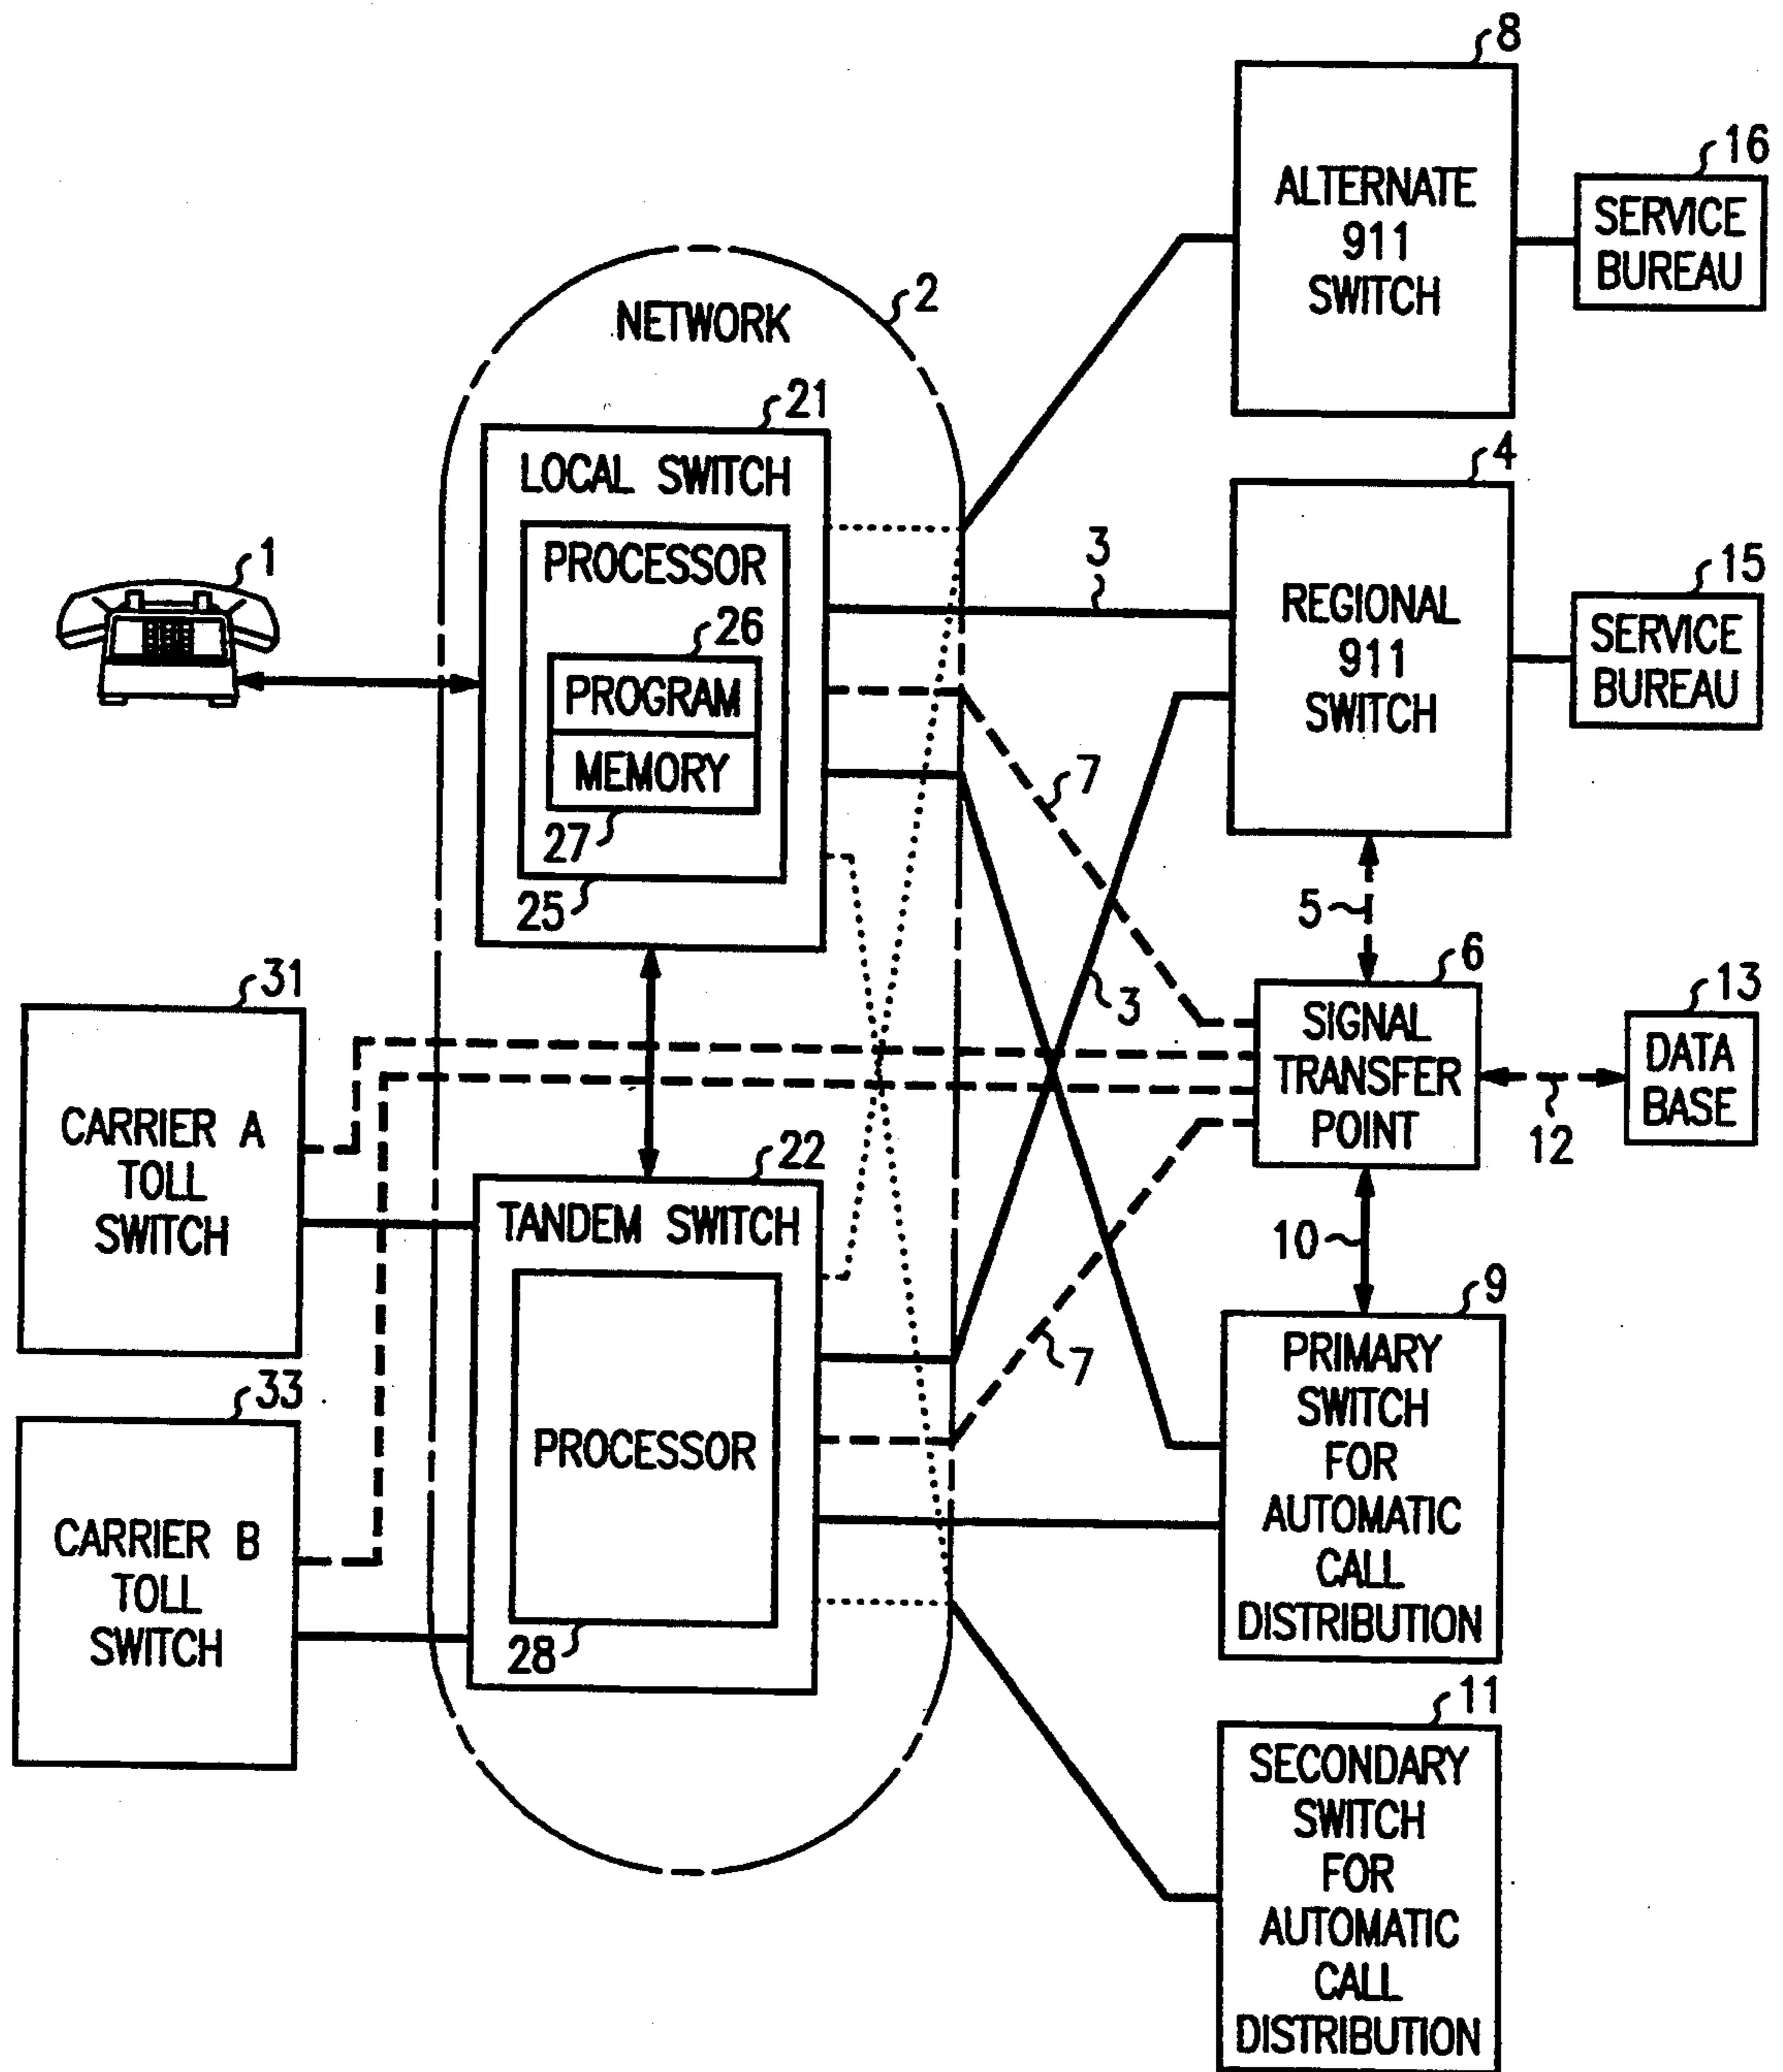 8
ALTERNATE
911
SWITCH
16
SERVICE
BUREAU
2
NETWORK
21
LOCAL SWITCH
PROCESSOR
26
PROGRAM
MEMORY
27
25
1
3
4
REGIONAL
911
SWITCH
15
SERVICE
BUREAU
7
5
3
6
SIGNAL
TRANSFER
POINT
13
DATA
BASE
12
10
31
CARRIER A
TOLL
SWITCH
22
TANDEM SWITCH
PROCESSOR
28
7
9
PRIMARY
SWITCH
FOR
AUTOMATIC
CALL
DISTRIBUTION
33
CARRIER B
TOLL
SWITCH
11
SECONDARY
SWITCH
FOR
AUTOMATIC
CALL
DISTRIBUTION